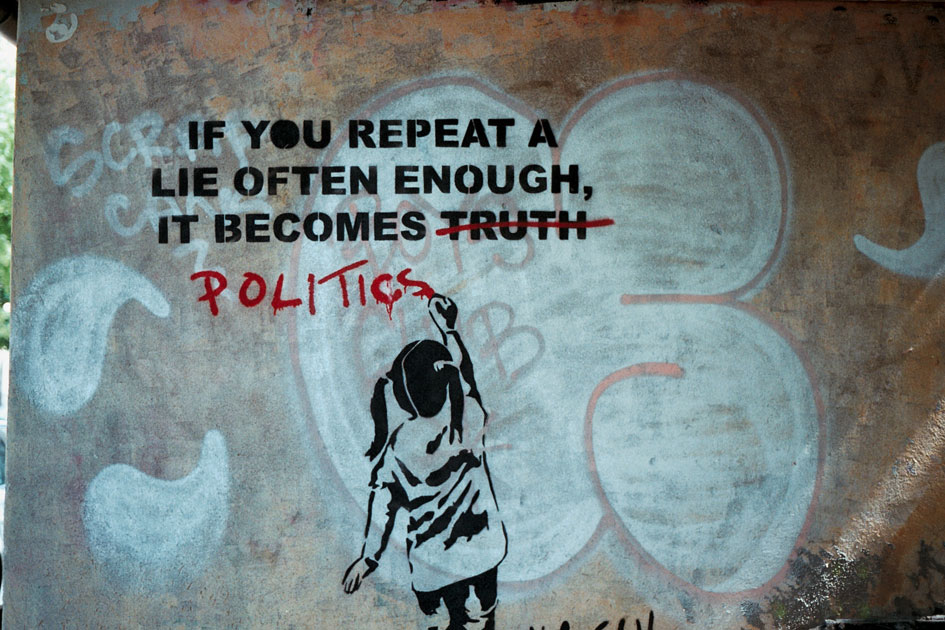 IF YOU REPEAT A
LIE OFTEN ENOUGH,
IT BECOMES TRUTH
POLITICS